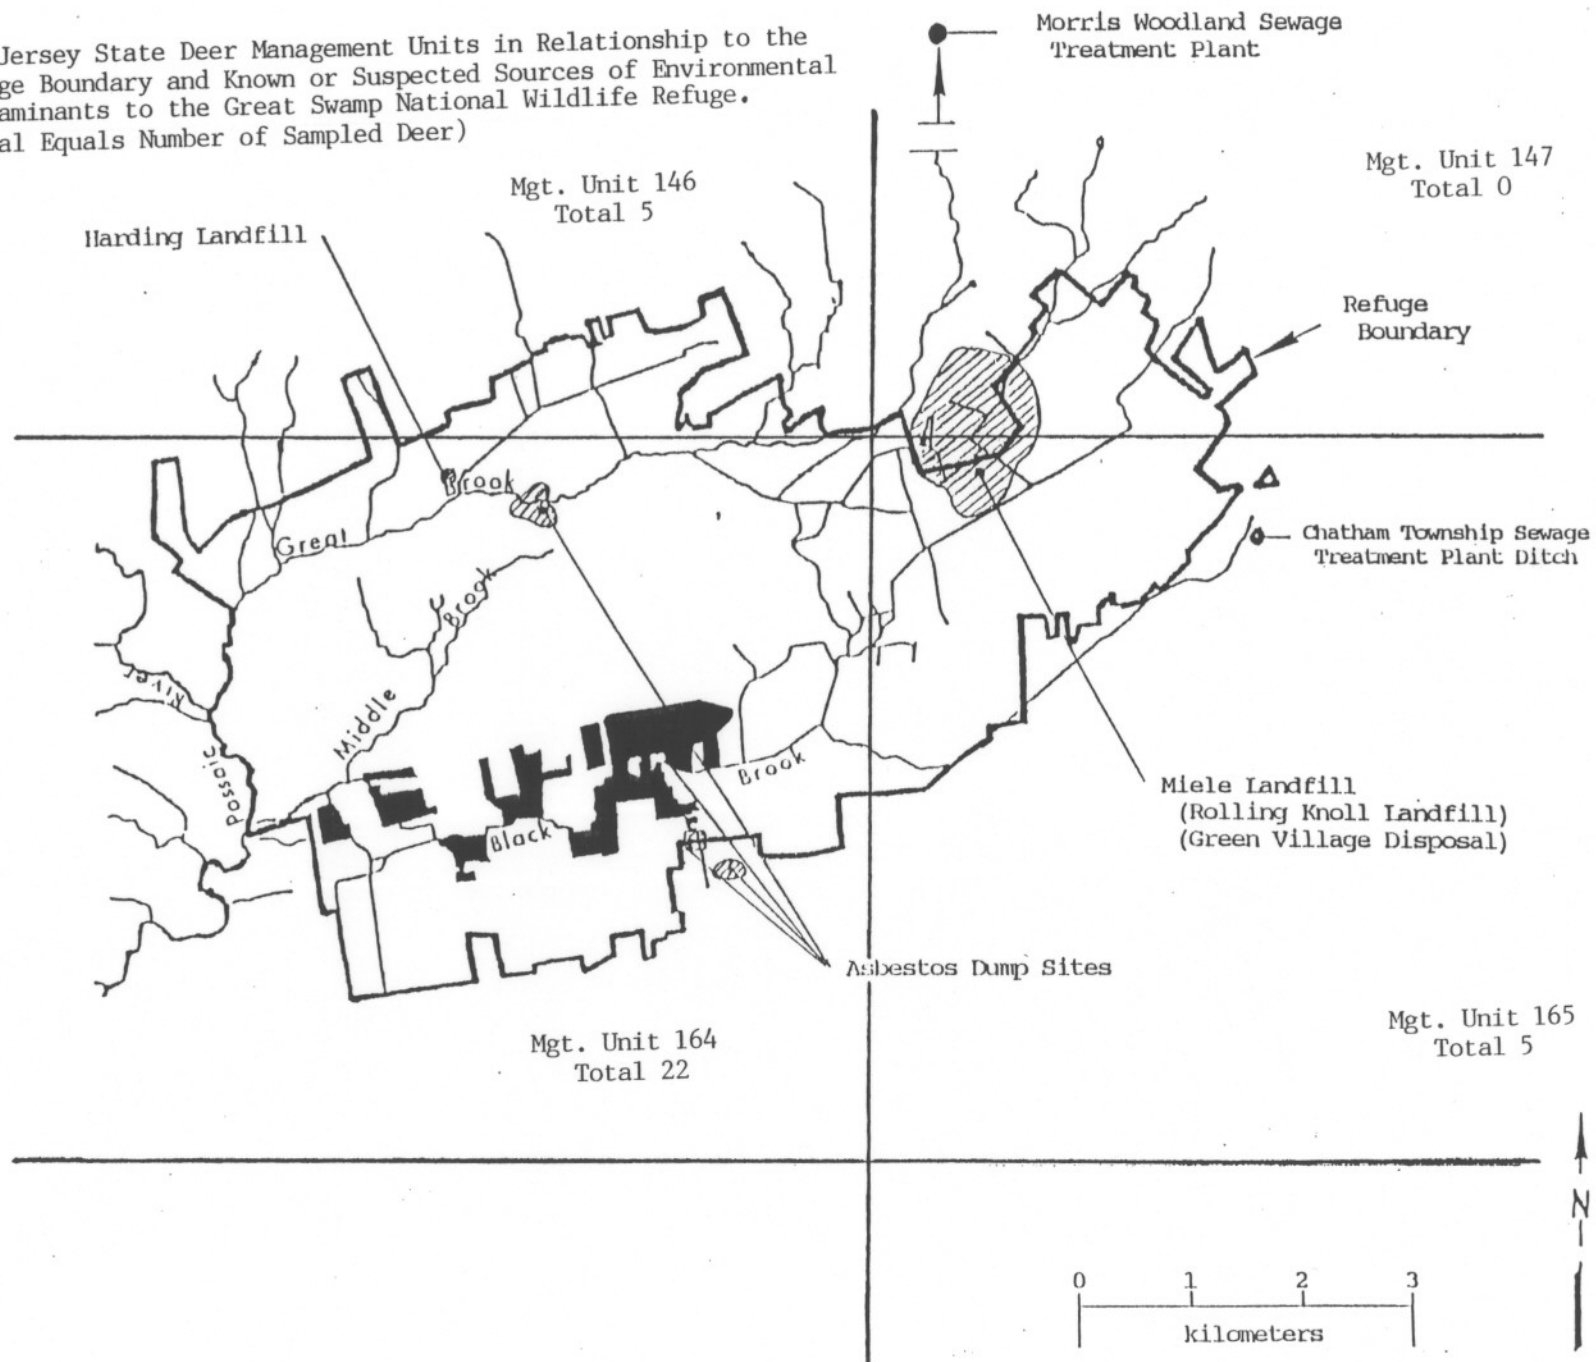 Jersey State Deer Management Units in Relationship to the
ge Boundary and Known or Suspected Sources of Environmental
aminants to the Great Swamp National Wildlife Refuge.
al Equals Number of Sampled Deer)
Morris Woodland Sewage
Treatment Plant
Mgt. Unit 146
Total 5
Mgt. Unit 147
Total 0
Harding Landfill
Refuge
Boundary
Great Brook
Chatham Township Sewage
Treatment Plant Ditch
Middle Brook
Passaic River
Black Brook
Miele Landfill
(Rolling Knoll Landfill)
(Green Village Disposal)
Asbestos Dump Sites
Mgt. Unit 164
Total 22
Mgt. Unit 165
Total 5
N
0 1 2 3
kilometers